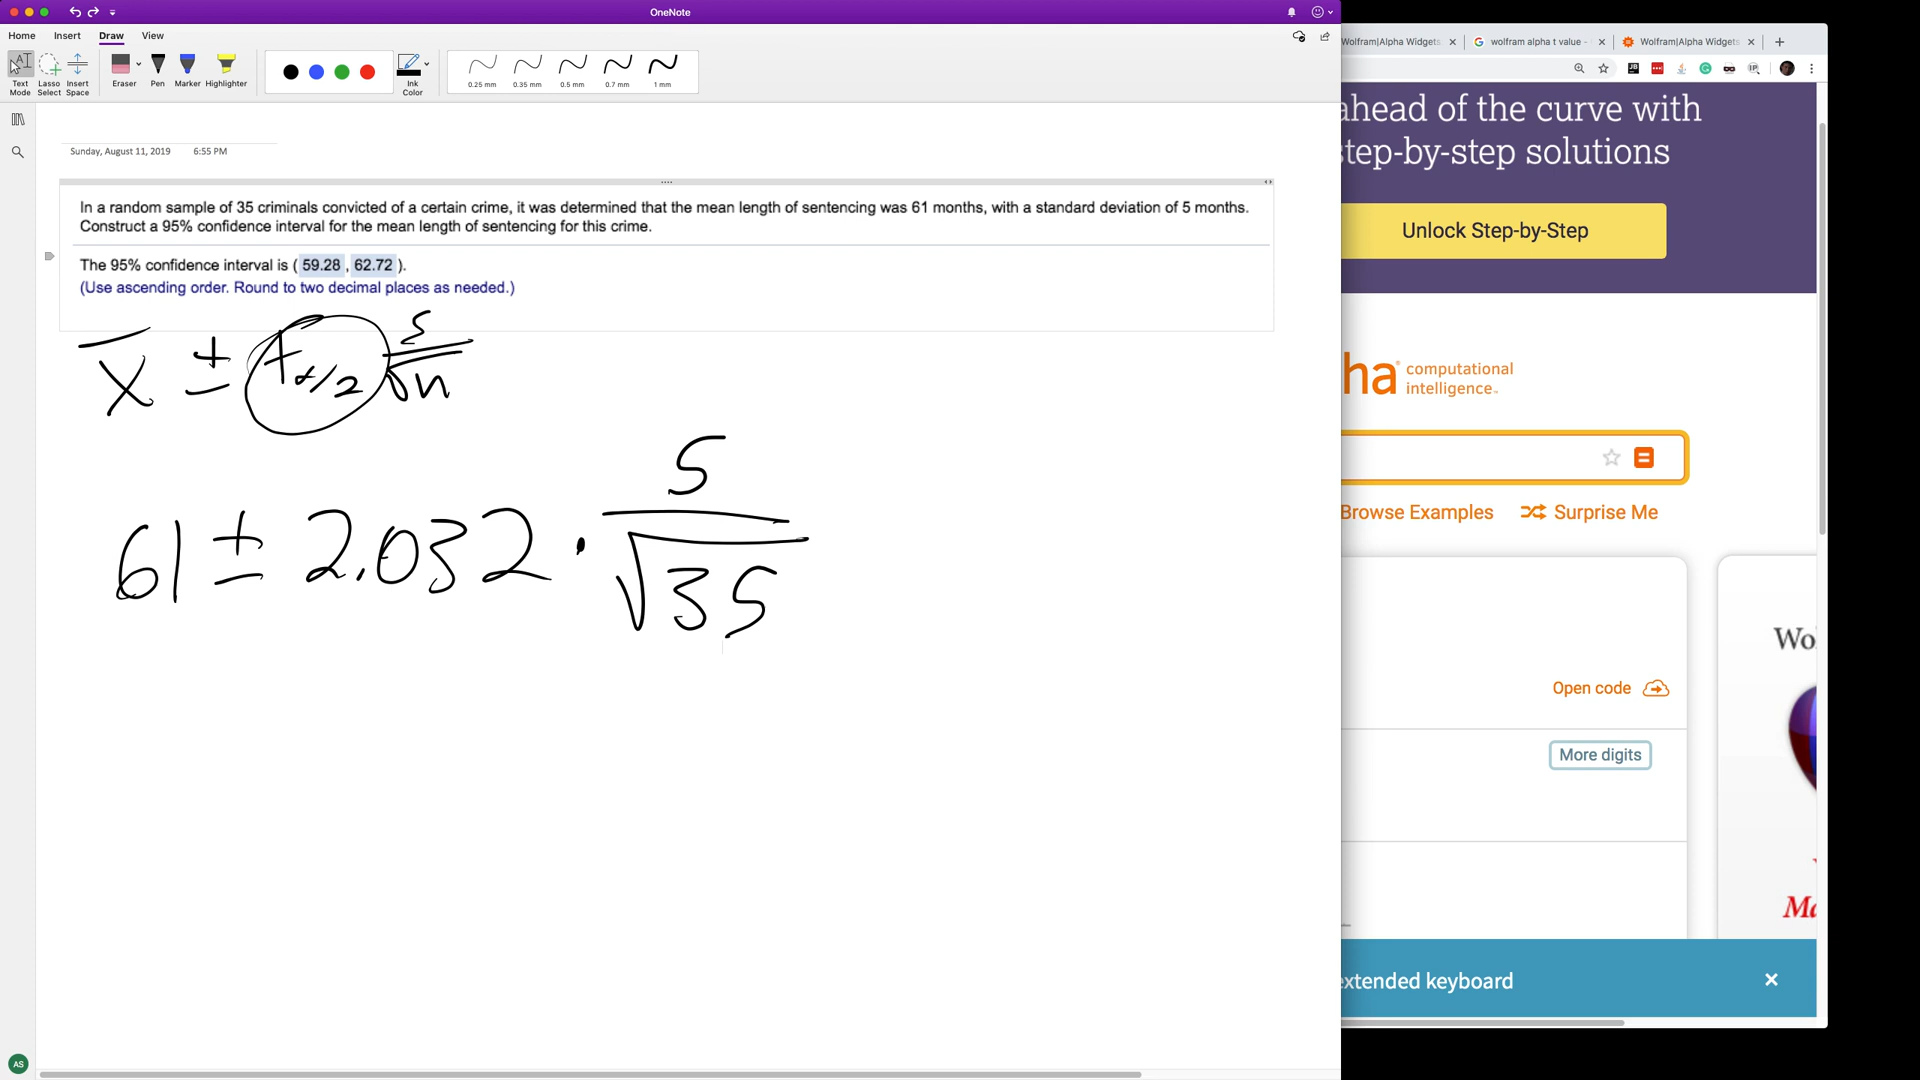 OneNote
Home Insert Draw View
Text Mode Lasso Select Insert Space Eraser Pen Marker Highlighter Ink Color 0.25 mm 0.35 mm 0.5 mm 0.7 mm 1 mm
Sunday, August 11, 2019 6:55 PM
In a random sample of 35 criminals convicted of a certain crime, it was determined that the mean length of sentencing was 61 months, with a standard deviation of 5 months.
Construct a 95% confidence interval for the mean length of sentencing for this crime.
The 95% confidence interval is ( 59.28 , 62.72 ).
(Use ascending order. Round to two decimal places as needed.)
x̄ ± t α/2 s/√n
61 ± 2.032 · 5/√35
AS
Wolfram|Alpha Widgets wolfram alpha t value - Wolfram|Alpha Widgets
ahead of the curve with
step-by-step solutions
Unlock Step-by-Step
ha computational
intelligence™
Browse Examples Surprise Me
Wo
Open code
More digits
Ma
extended keyboard